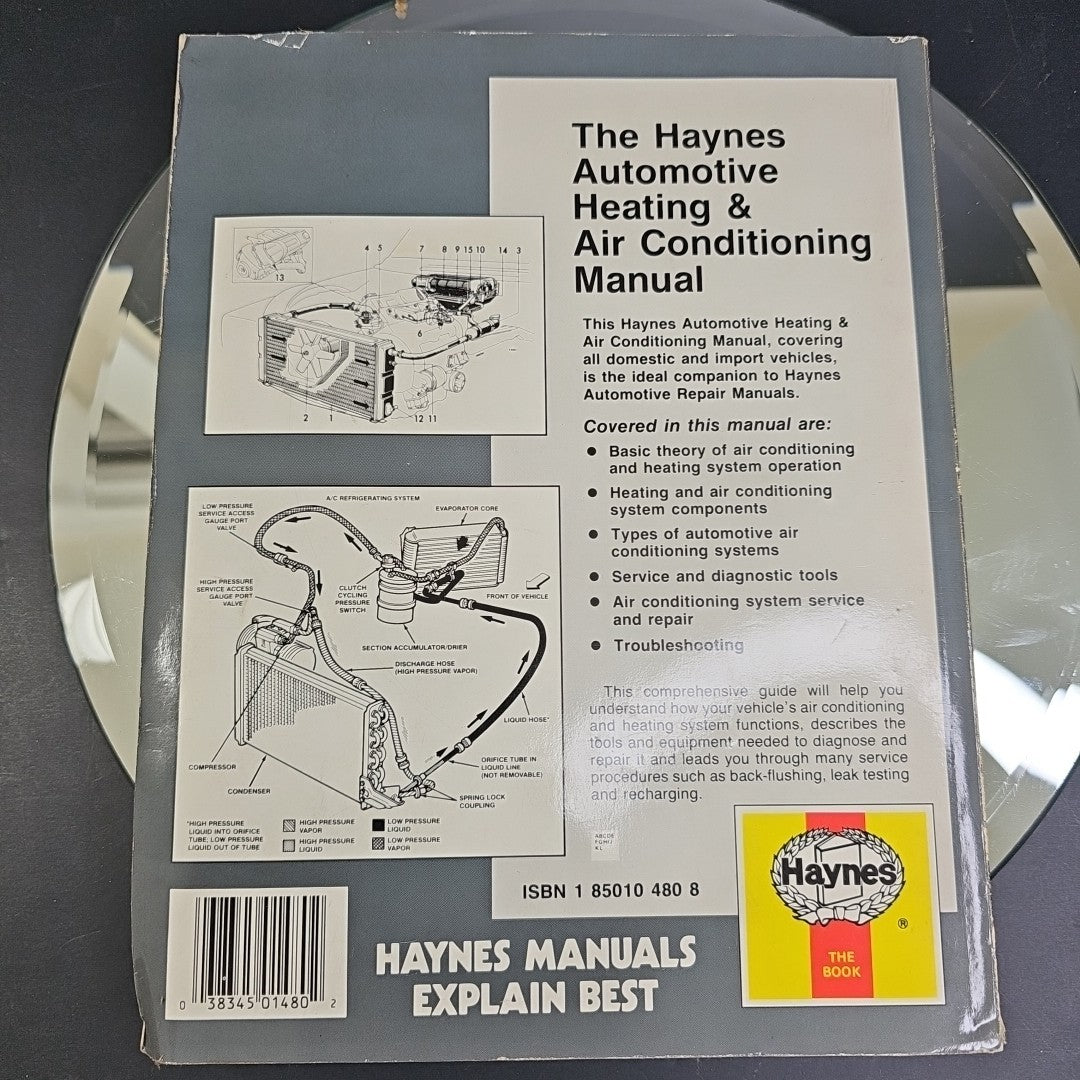 The Haynes
Automotive
Heating &
Air Conditioning
Manual
This Haynes Automotive Heating &
Air Conditioning Manual, covering
all domestic and import vehicles,
is the ideal companion to Haynes
Automotive Repair Manuals.
Covered in this manual are:
• Basic theory of air conditioning
and heating system operation
• Heating and air conditioning
system components
• Types of automotive air
conditioning systems
• Service and diagnostic tools
• Air conditioning system service
and repair
• Troubleshooting
This comprehensive guide will help you
understand how your vehicle's air conditioning
and heating system functions, describes the
tools and equipment needed to diagnose and
repair it and leads you through many service
procedures such as back-flushing, leak testing
and recharging.
ABCDE
FGHIJ
KL
ISBN 1 85010 480 8
13
4 5 7 8 9 15 10 14 3
6
2 1 12 11
A/C REFRIGERATING SYSTEM
LOW PRESSURE
SERVICE ACCESS
GAUGE PORT
VALVE
EVAPORATOR CORE
HIGH PRESSURE
SERVICE ACCESS
GAUGE PORT
VALVE
CLUTCH
CYCLING
PRESSURE
SWITCH
FRONT OF VEHICLE
SECTION ACCUMULATOR/DRIER
DISCHARGE HOSE
(HIGH PRESSURE VAPOR)
LIQUID HOSE*
ORIFICE TUBE IN
LIQUID LINE
(NOT REMOVABLE)
COMPRESSOR
CONDENSER
SPRING LOCK
COUPLING
*HIGH PRESSURE
LIQUID INTO ORIFICE
TUBE; LOW PRESSURE
LIQUID OUT OF TUBE
HIGH PRESSURE
VAPOR
HIGH PRESSURE
LIQUID
LOW PRESSURE
LIQUID
LOW PRESSURE
VAPOR
0 38345 01480 2
HAYNES MANUALS
EXPLAIN BEST
Haynes
®
THE
BOOK